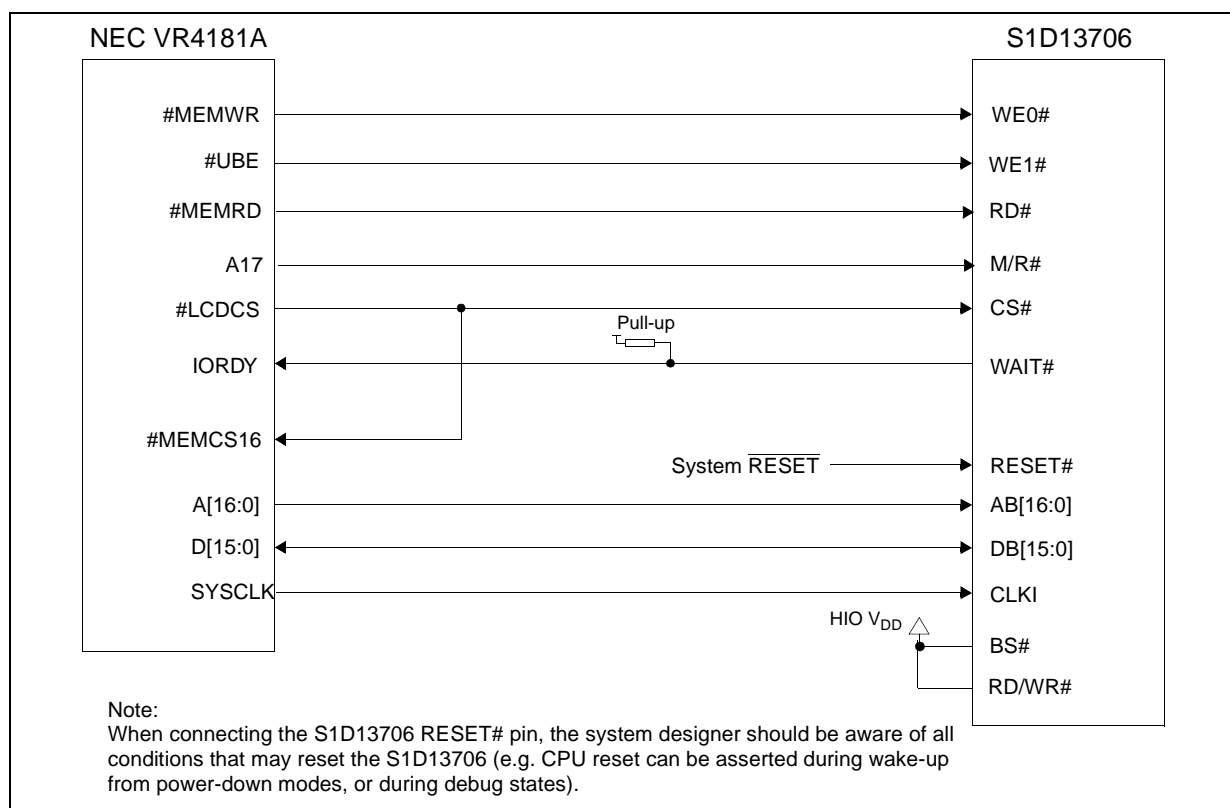 NEC VR4181A
S1D13706
#MEMWR
WE0#
#UBE
WE1#
#MEMRD
RD#
A17
M/R#
#LCDCS
CS#
Pull-up
IORDY
WAIT#
#MEMCS16
System RESET
RESET#
A[16:0]
AB[16:0]
D[15:0]
DB[15:0]
SYSCLK
CLKI
HIO VDD
BS#
RD/WR#
Note:
When connecting the S1D13706 RESET# pin, the system designer should be aware of all
conditions that may reset the S1D13706 (e.g. CPU reset can be asserted during wake-up
from power-down modes, or during debug states).